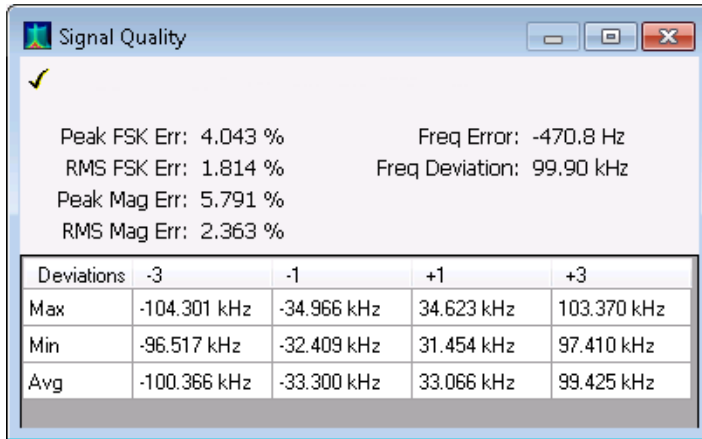 Signal Quality
Peak FSK Err: 4.043 % Freq Error: -470.8 Hz
RMS FSK Err: 1.814 % Freq Deviation: 99.90 kHz
Peak Mag Err: 5.791 %
RMS Mag Err: 2.363 %
Deviations -3 -1 +1 +3
Max -104.301 kHz -34.966 kHz 34.623 kHz 103.370 kHz
Min -96.517 kHz -32.409 kHz 31.454 kHz 97.410 kHz
Avg -100.366 kHz -33.300 kHz 33.066 kHz 99.425 kHz